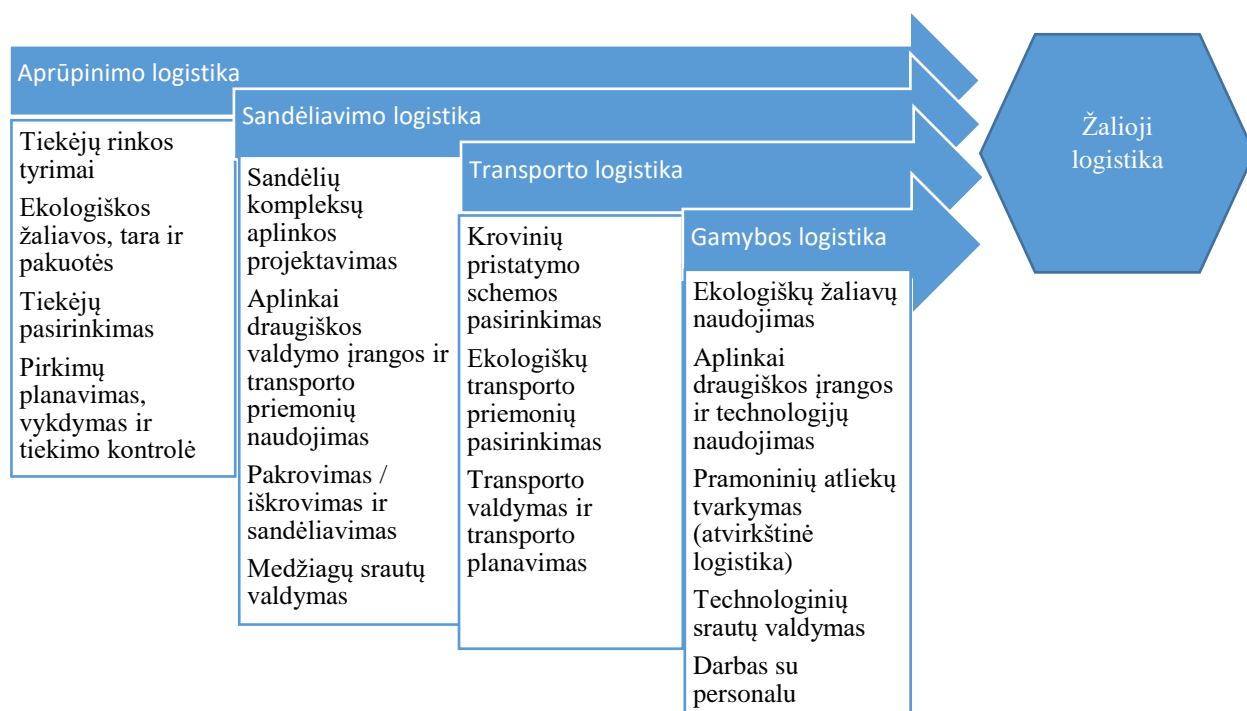 Aprūpinimo logistika
Tiekėjų rinkos
tyrimai
Ekologiškos
žaliavos, tara ir
pakuotės
Tiekėjų
pasirinkimas
Pirkimų
planavimas,
vykdymas ir
tiekimo kontrolė
Sandėliavimo logistika
Sandėlių
kompleksų
aplinkos
projektavimas
Aplinkai
draugiškos
valdymo įrangos ir
transporto
priemonių
naudojimas
Pakrovimas /
iškrovimas ir
sandėliavimas
Medžiagų srautų
valdymas
Transporto logistika
Krovinių
pristatymo
schemos
pasirinkimas
Ekologiškų
transporto
priemonių
pasirinkimas
Transporto
valdymas ir
transporto
planavimas
Gamybos logistika
Ekologiškų žaliavų
naudojimas
Aplinkai
draugiškos įrangos
ir technologijų
naudojimas
Pramoninių atliekų
tvarkymas
(atvirkštinė
logistika)
Technologinių
srautų valdymas
Darbas su
personalu
Žalioji
logistika